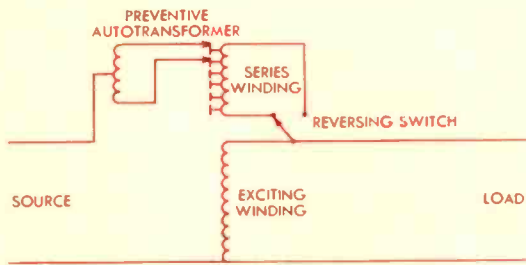 PREVENTIVE
AUTOTRANSFORMER
SERIES
WINDING
REVERSING SWITCH
SOURCE
EXCITING
WINDING
LOAD